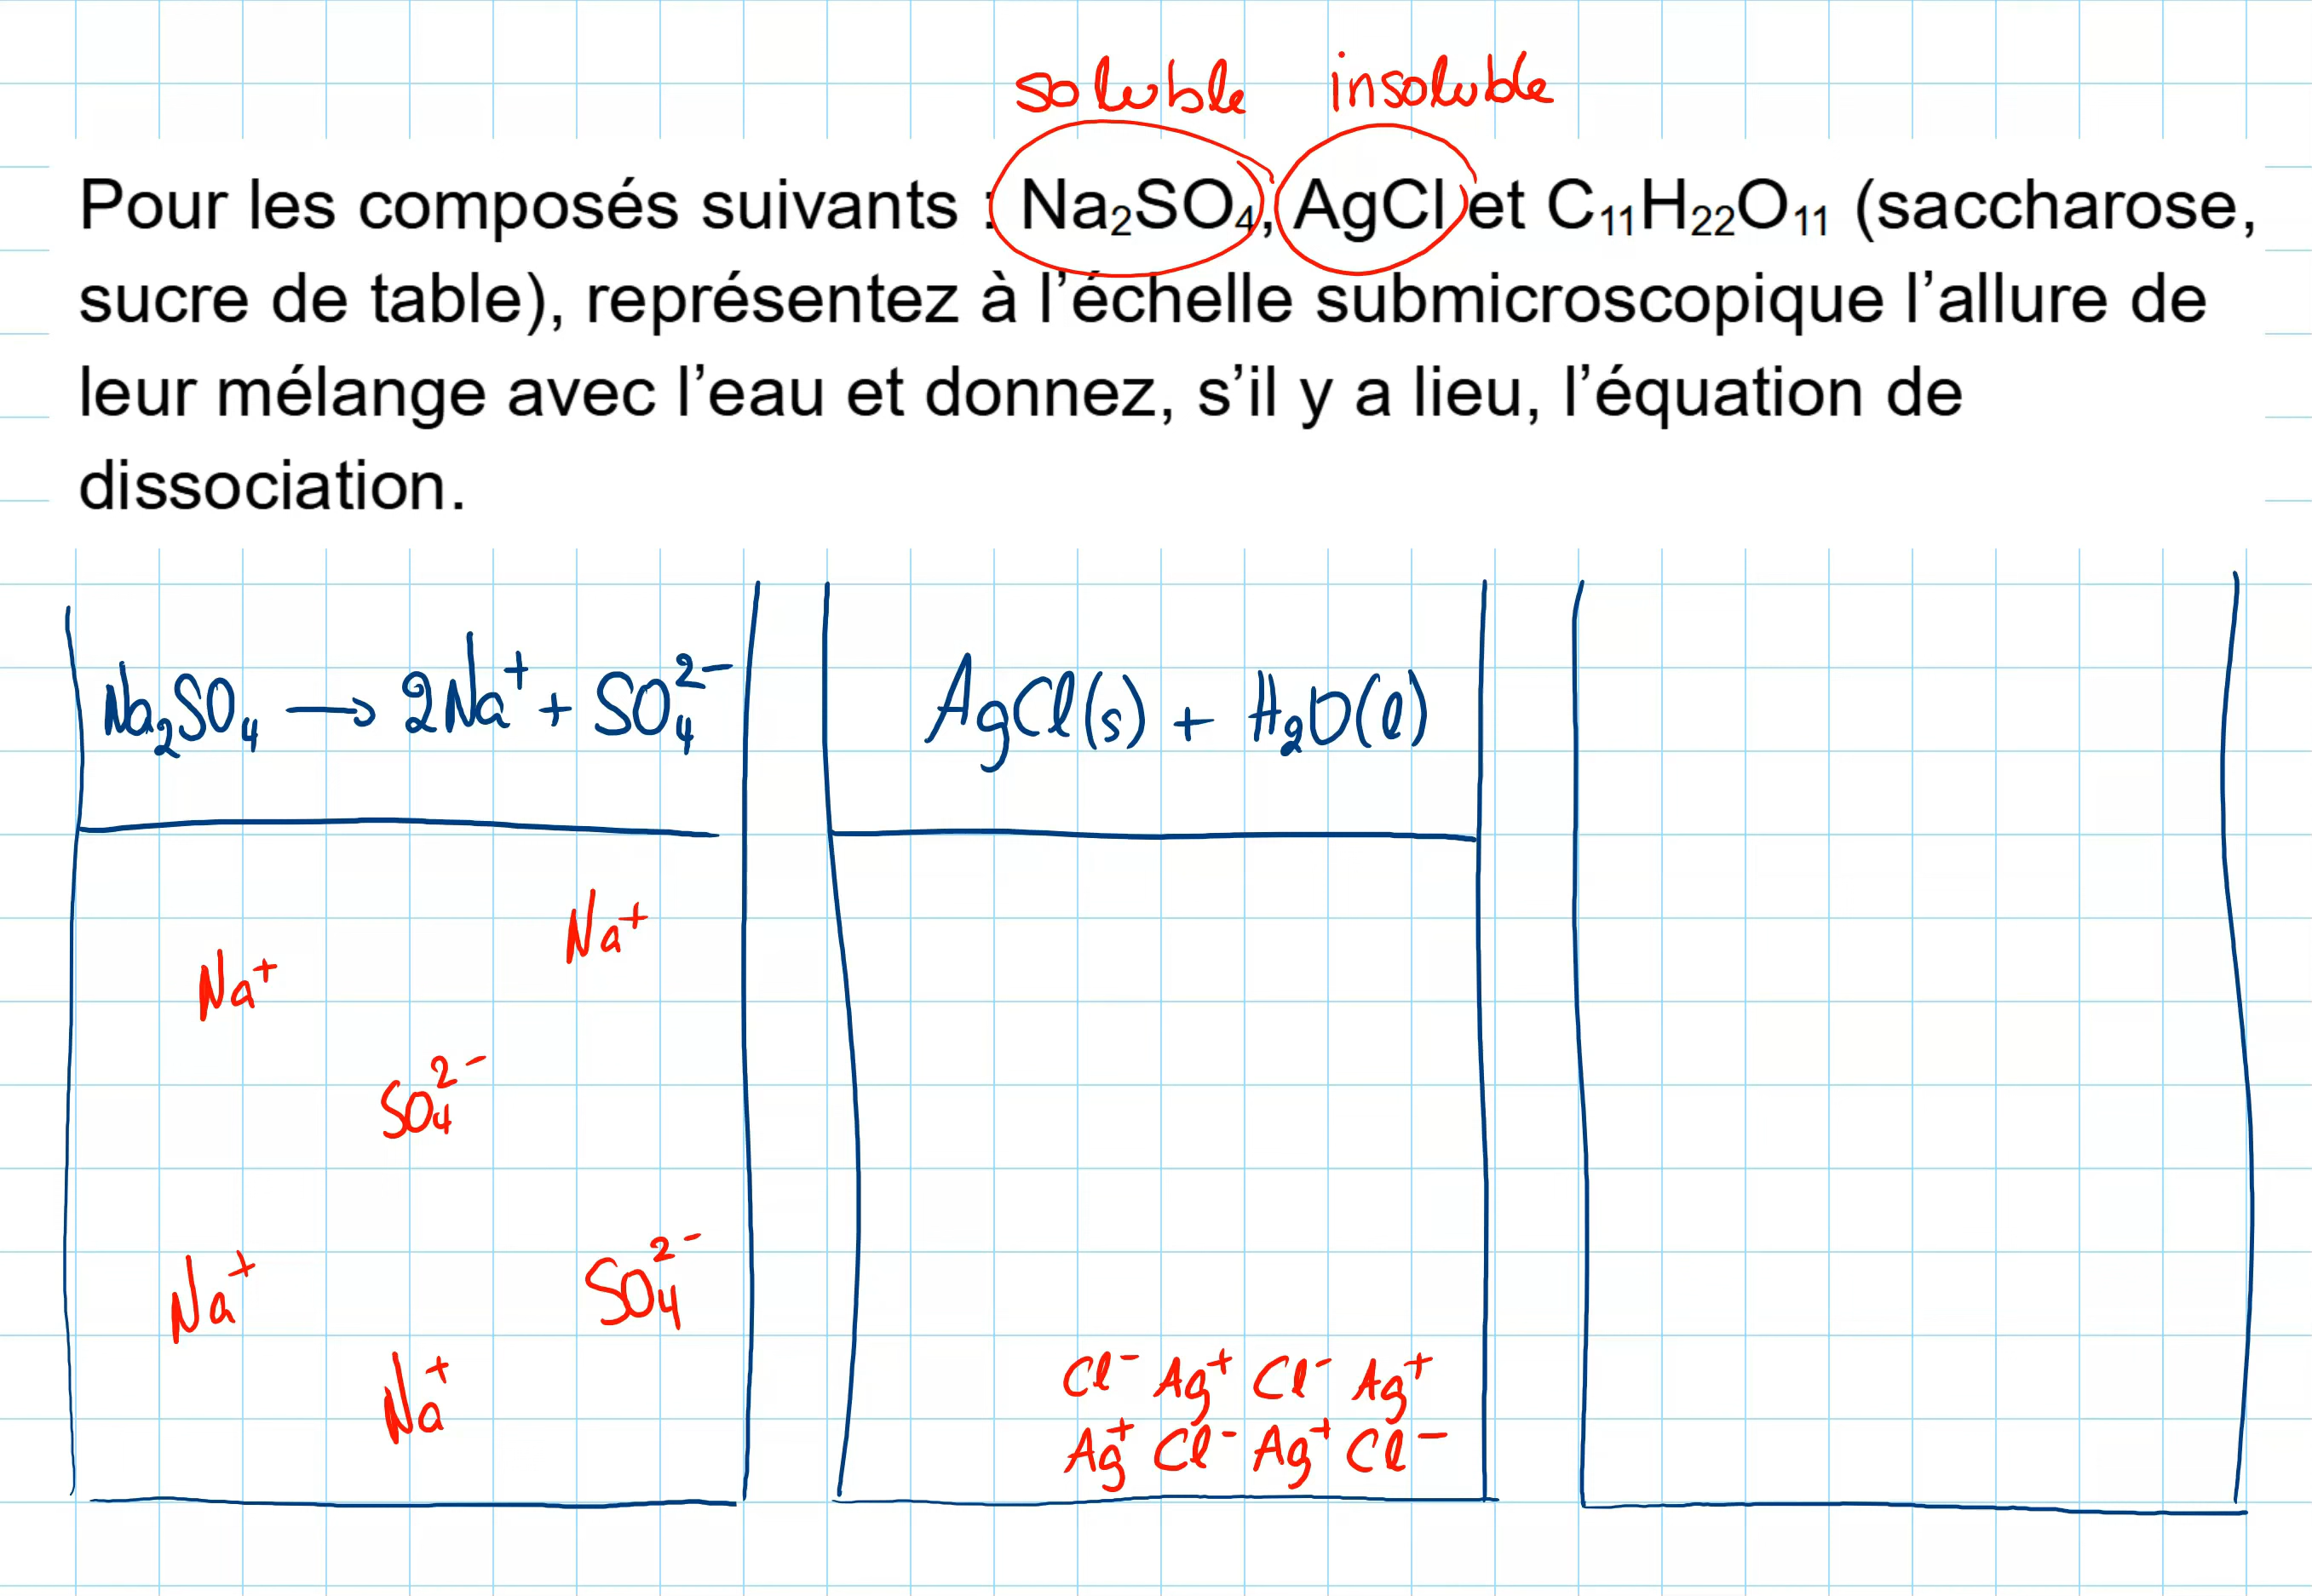 soluble insoluble
Pour les composés suivants : Na₂SO₄, AgCl et C₁₁H₂₂O₁₁ (saccharose,
sucre de table), représentez à l’échelle submicroscopique l’allure de
leur mélange avec l’eau et donnez, s’il y a lieu, l’équation de
dissociation.
Na₂SO₄ → 2Na⁺ + SO₄²⁻
Na⁺
Na⁺
SO₄²⁻
SO₄²⁻
Na⁺
Na⁺
AgCl(s) + H₂O(l)
Cl⁻ Ag⁺ Cl⁻ Ag⁺
Ag⁺ Cl⁻ Ag⁺ Cl⁻